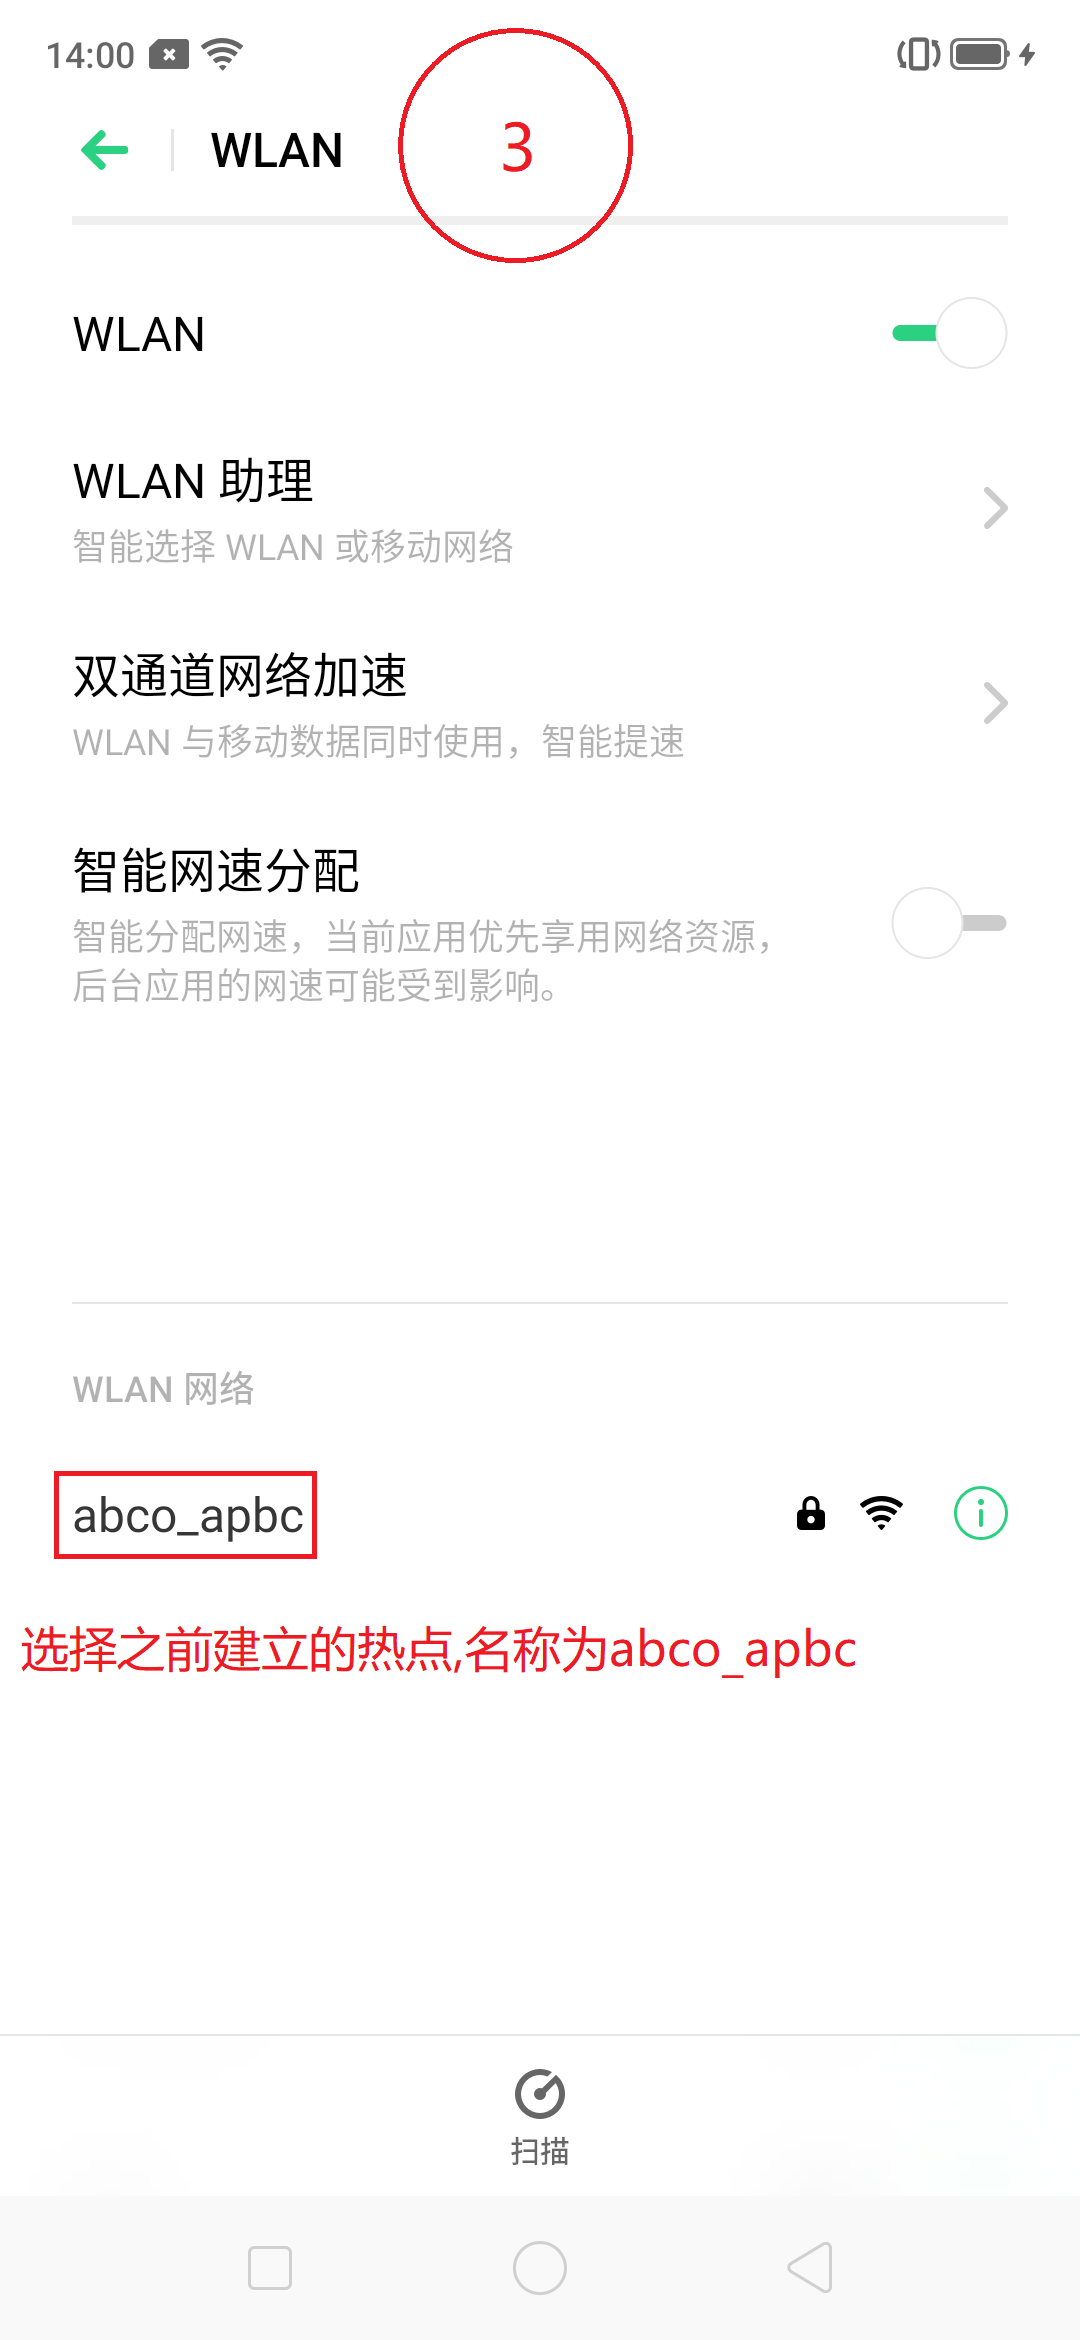 14:00
WLAN
3
WLAN
WLAN 助理
智能选择 WLAN 或移动网络
双通道网络加速
WLAN 与移动数据同时使用，智能提速
智能网速分配
智能分配网速，当前应用优先享用网络资源，
后台应用的网速可能受到影响。
WLAN 网络
abco_apbc
选择之前建立的热点,名称为abco_apbc
扫描